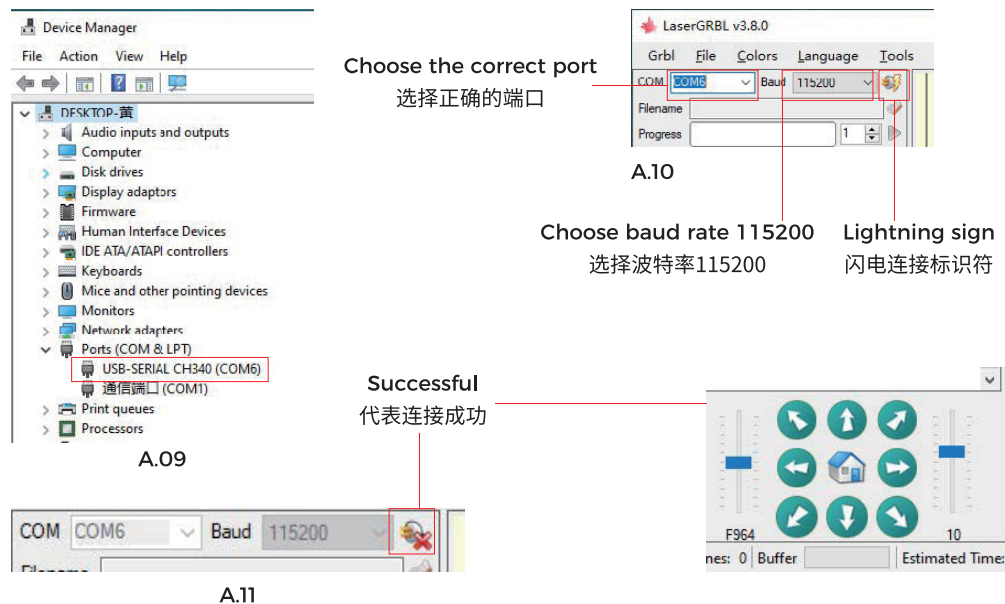 Device Manager
File Action View Help
DESKTOP-黄
Audio inputs and outputs
Computer
Disk drives
Display adaptors
Firmware
Human Interface Devices
IDE ATA/ATAPI controllers
Keyboards
Mice and other pointing devices
Monitors
Network adapters
Ports (COM & LPT)
USB-SERIAL CH340 (COM6)
通信端口 (COM1)
Print queues
Processors
A.09
Choose the correct port
选择正确的端口
LaserGRBL v3.8.0
Grbl File Colors Language Tools
COM COM6 Baud 115200
Filename
Progress 1
A.10
Choose baud rate 115200
选择波特率115200
Lightning sign
闪电连接标识符
Successful
代表连接成功
COM COM6 Baud 115200
Filename
A.11
F964 10
nes: 0 Buffer Estimated Time: